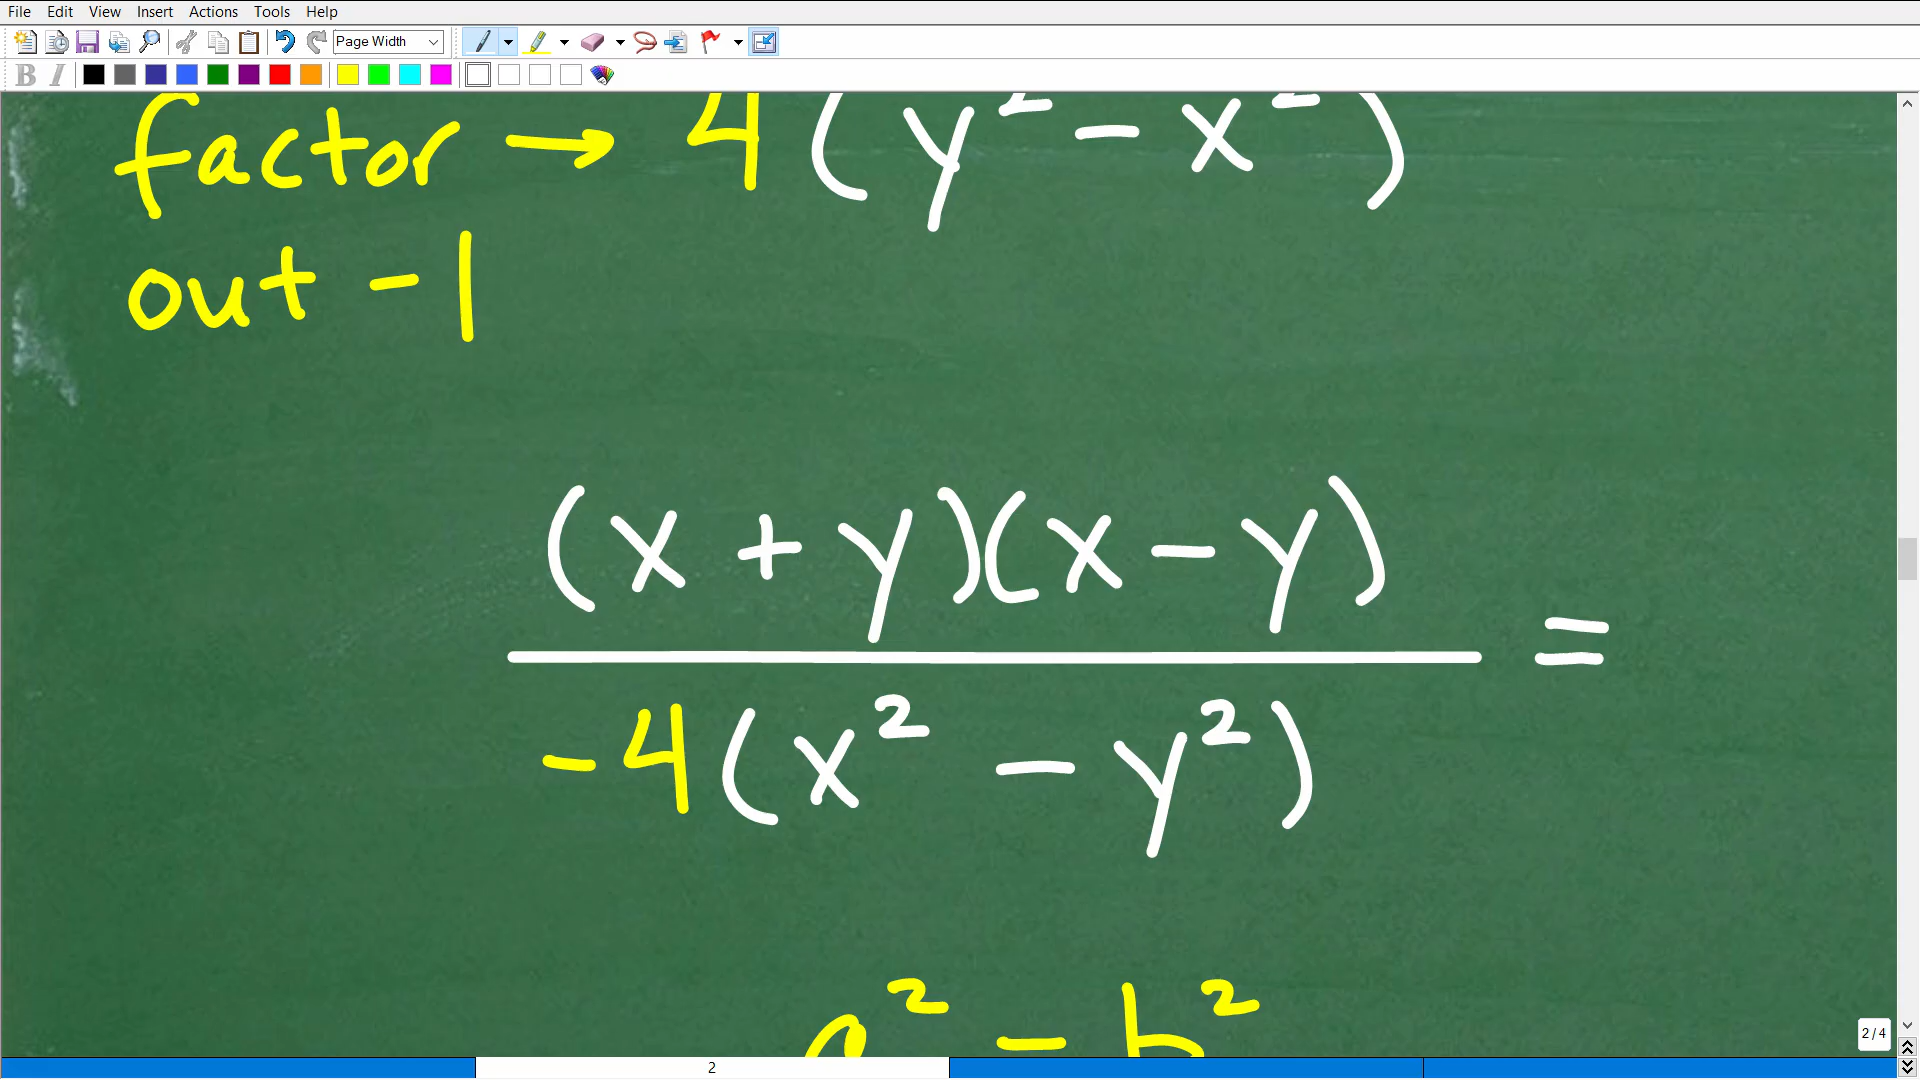 File Edit View Insert Actions Tools Help
Page Width
B I
factor → 4 (y² - x²)
out -1
(x + y)(x - y)
=
-4(x² - y²)
a² - b²
2 / 4
2